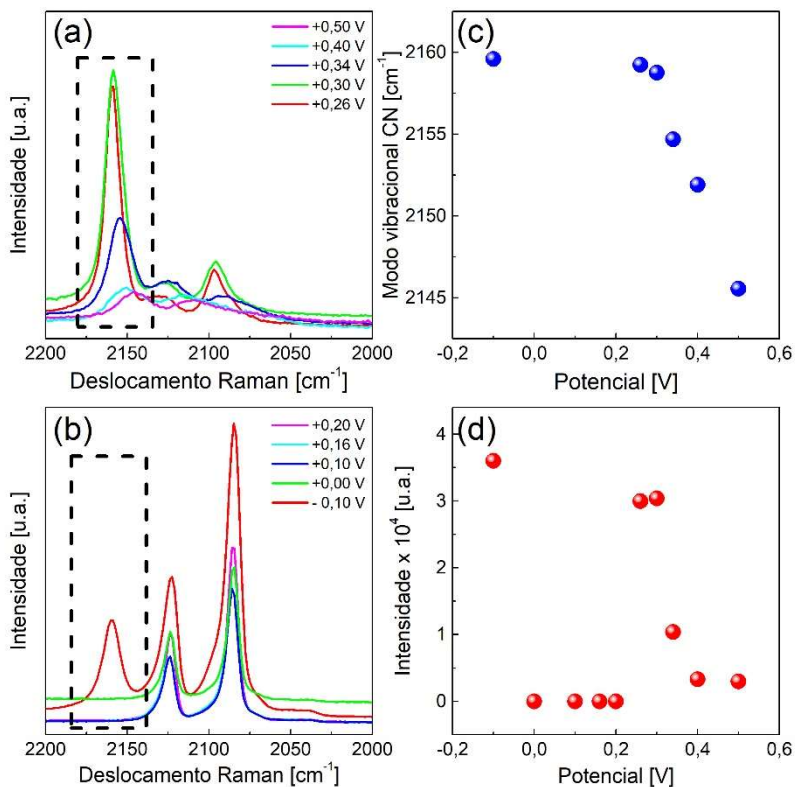 (a)
+0,50 V
+0,40 V
+0,34 V
+0,30 V
+0,26 V
Intensidade [u.a.]
2200 2150 2100 2050 2000
Deslocamento Raman [cm⁻¹]
(c)
Modo vibracional CN [cm⁻¹]
2160
2155
2150
2145
-0,2 0,0 0,2 0,4 0,6
Potencial [V]
(b)
+0,20 V
+0,16 V
+0,10 V
+0,00 V
- 0,10 V
Intensidade [u.a.]
2200 2150 2100 2050 2000
Deslocamento Raman [cm⁻¹]
(d)
Intensidade x 10⁴ [u.a.]
4
3
2
1
0
-0,2 0,0 0,2 0,4 0,6
Potencial [V]